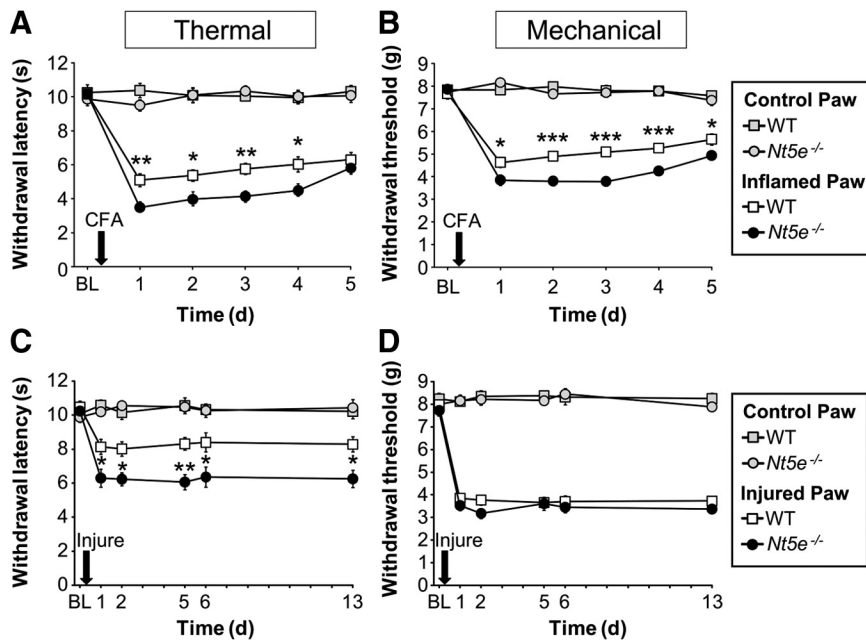 A
Thermal
B
Mechanical
Withdrawal latency (s)
12
10
8
6
4
2
0
** * ** *
CFA
BL 1 2 3 4 5
Time (d)
Withdrawal threshold (g)
9
8
7
6
5
4
3
2
1
0
* *** *** *** *
CFA
BL 1 2 3 4 5
Time (d)
Control Paw
WT
Nt5e-/-
Inflamed Paw
WT
Nt5e-/-
C
Withdrawal latency (s)
12
10
8
6
4
2
0
* * ** * *
Injure
BL 1 2 5 6 13
Time (d)
D
Withdrawal threshold (g)
9
8
7
6
5
4
3
2
1
0
Injure
BL 1 2 5 6 13
Time (d)
Control Paw
WT
Nt5e-/-
Injured Paw
WT
Nt5e-/-